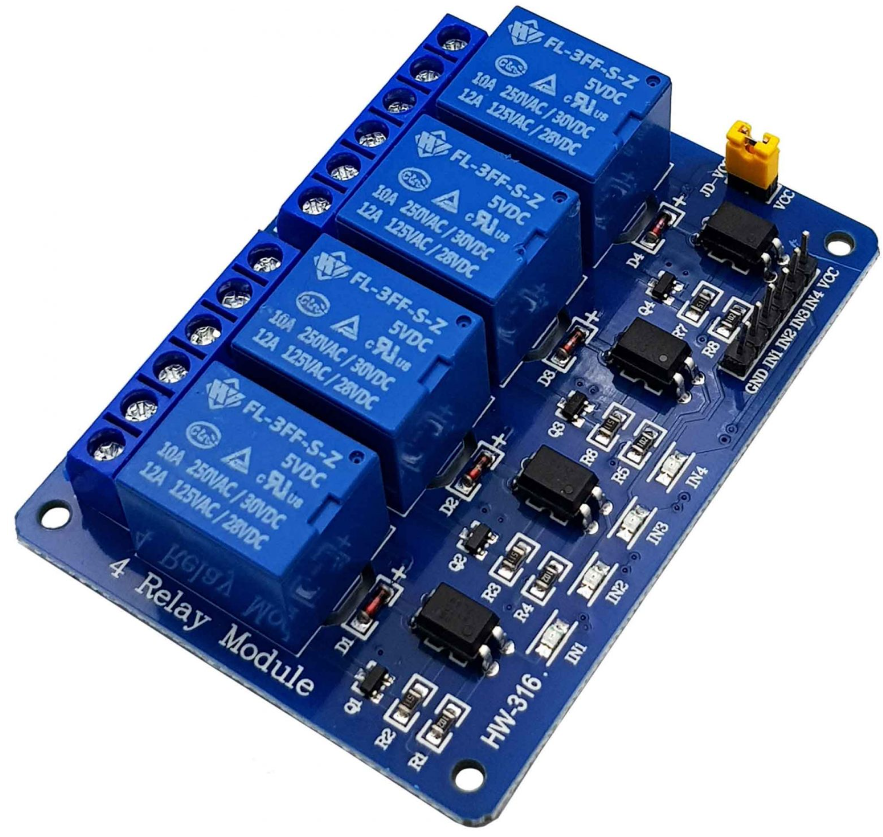 FL-3FF-S-Z
5VDC
10A 250VAC / 30VDC
12A 125VAC / 28VDC
FL-3FF-S-Z
5VDC
10A 250VAC / 30VDC
12A 125VAC / 28VDC
FL-3FF-S-Z
5VDC
10A 250VAC / 30VDC
12A 125VAC / 28VDC
FL-3FF-S-Z
5VDC
10A 250VAC / 30VDC
12A 125VAC / 28VDC
VCC
D4 +
Q4
R7
R8
GND IN1 IN2 IN3 IN4 VCC
D3 +
Q3
R6
R5
IN4
D2 +
Q2
R3
R4
IN3
IN2
IN1
D1 +
Q1
R2
R1
HW-316
4 Relay Module